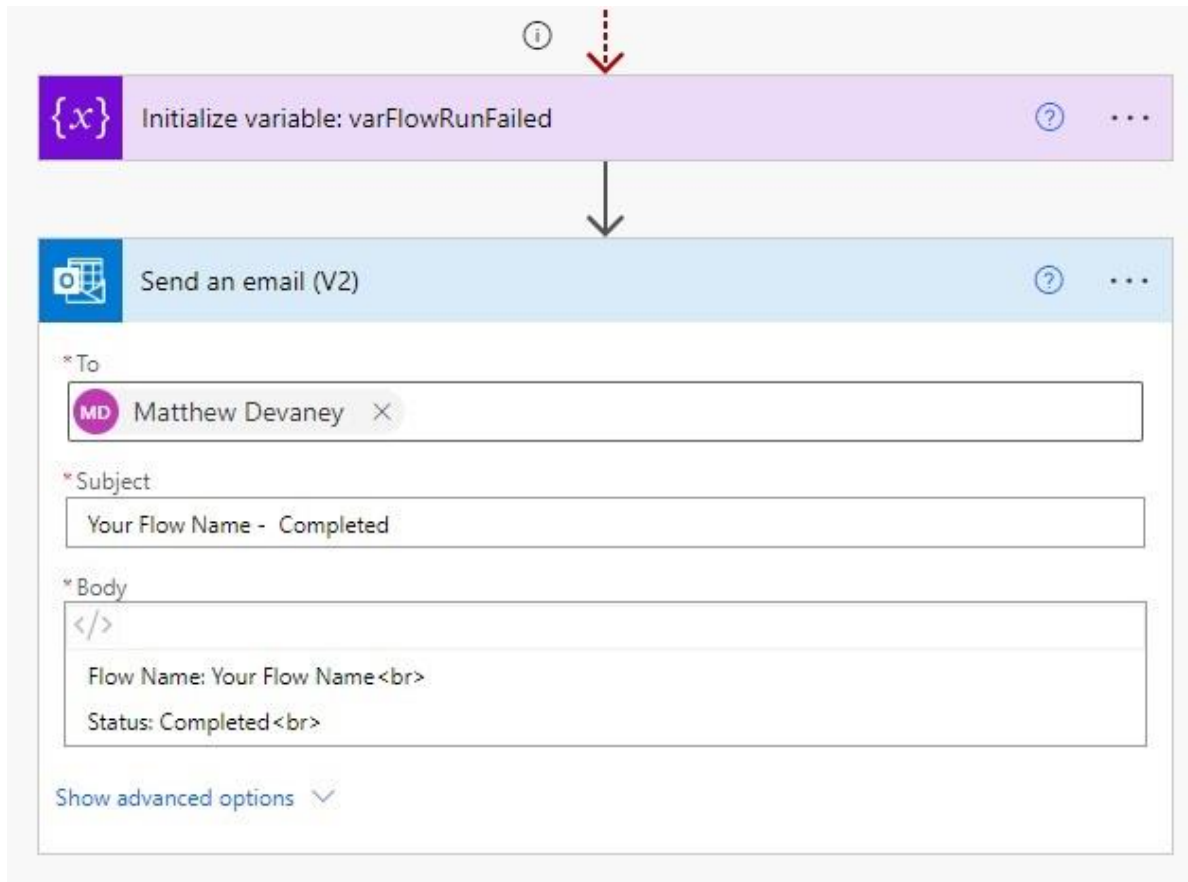 {x} Initialize variable: varFlowRunFailed
Send an email (V2)
* To
MD Matthew Devaney
* Subject
Your Flow Name -  Completed
* Body
</>
Flow Name: Your Flow Name<br>
Status: Completed<br>
Show advanced options